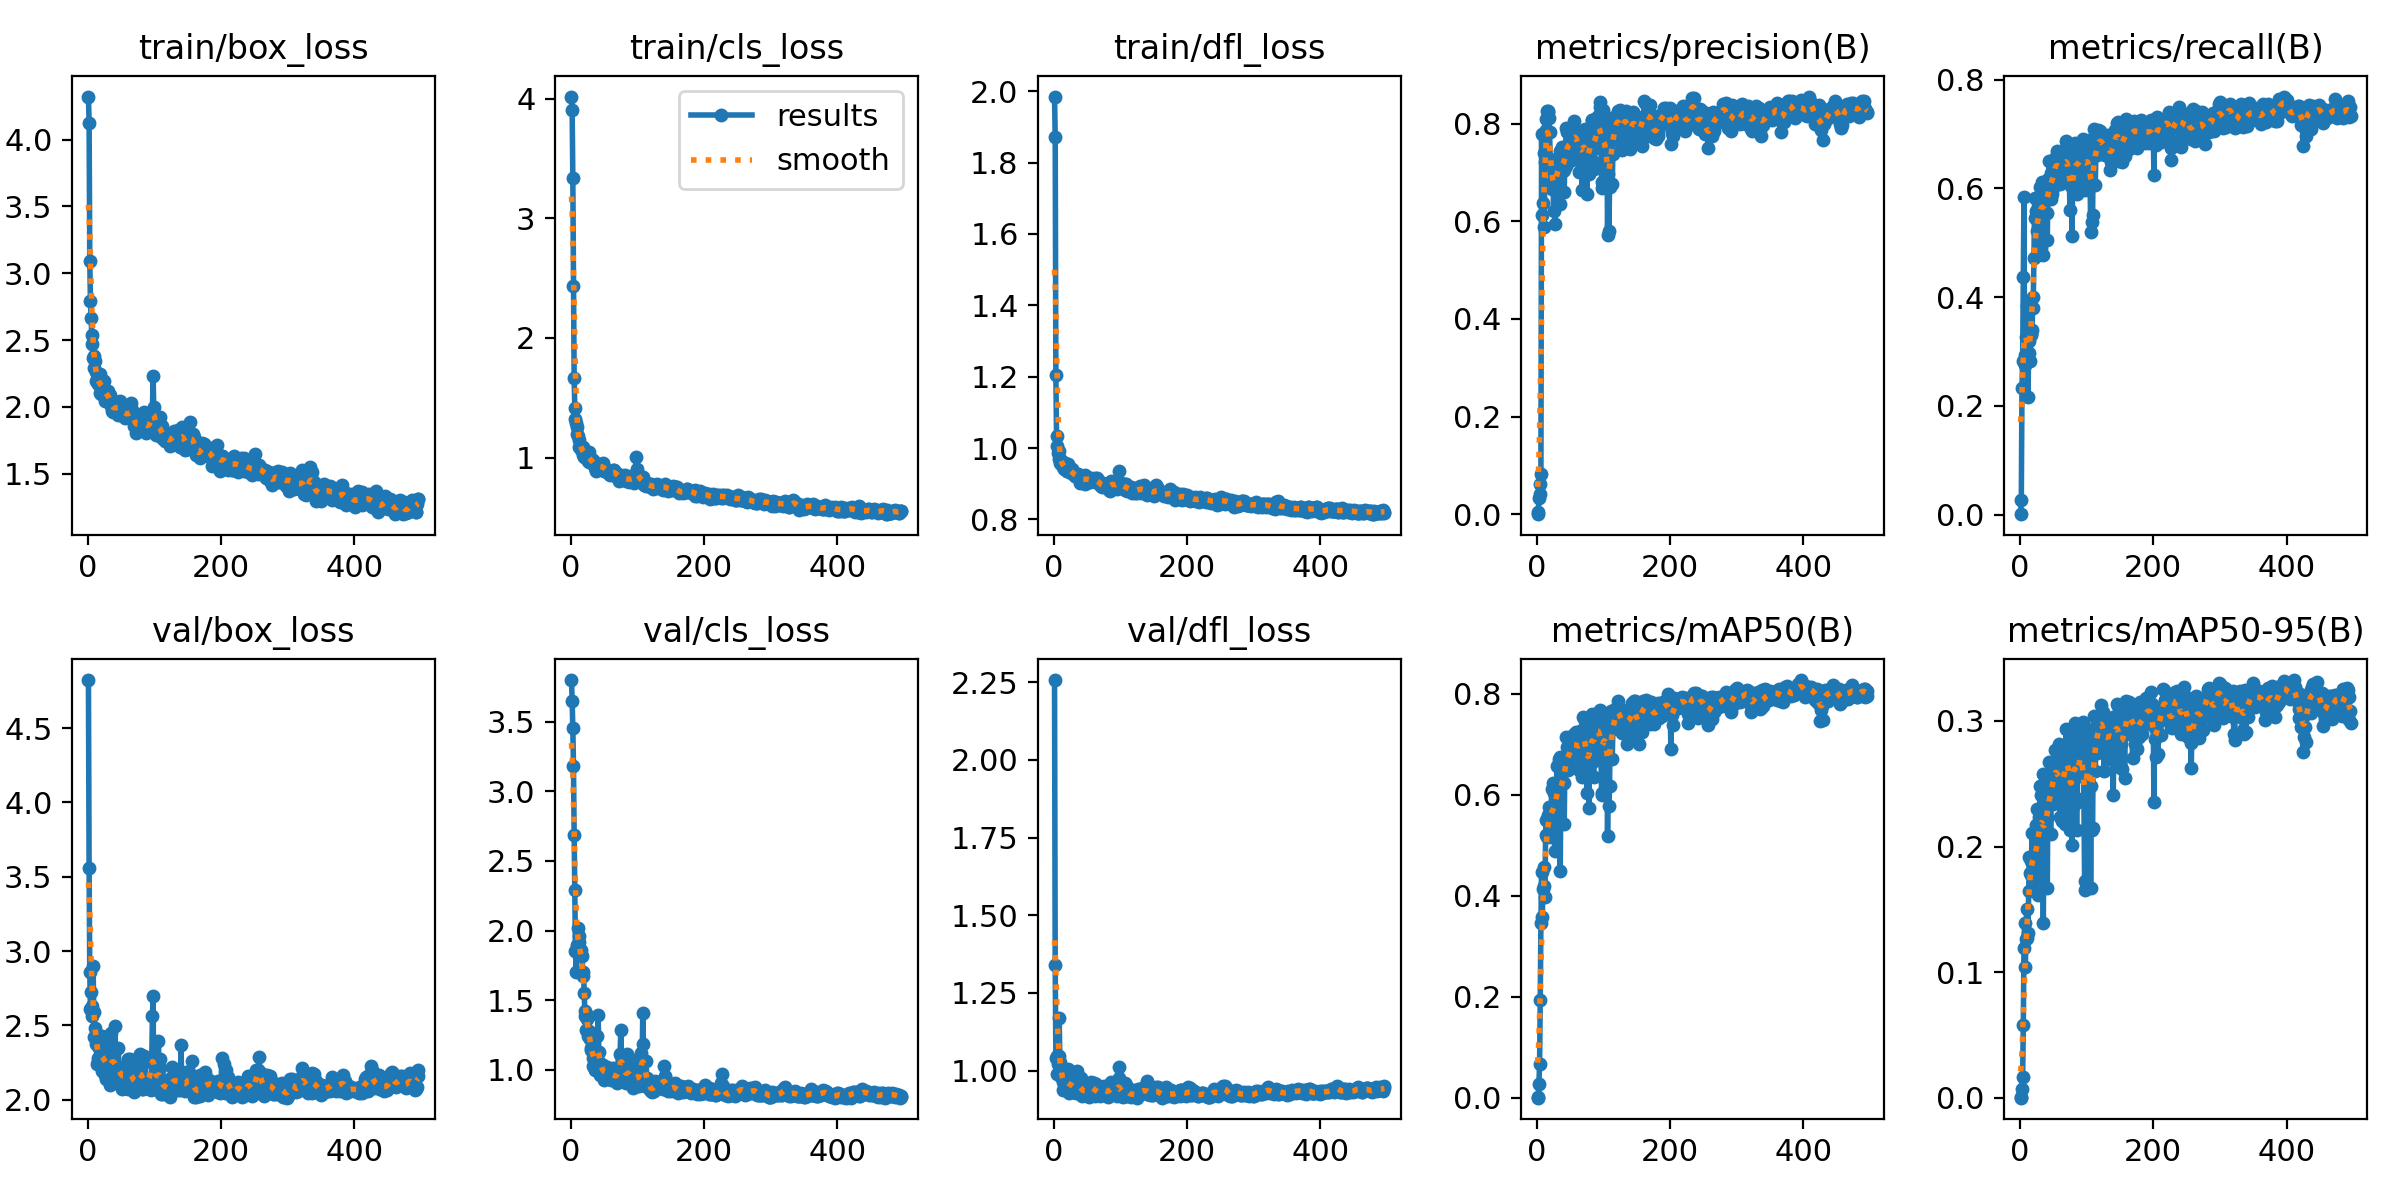 train/box_loss
4.0
3.5
3.0
2.5
2.0
1.5
0 200 400
train/cls_loss
results
smooth
4
3
2
1
0 200 400
train/dfl_loss
2.0
1.8
1.6
1.4
1.2
1.0
0.8
0 200 400
metrics/precision(B)
0.8
0.6
0.4
0.2
0.0
0 200 400
metrics/recall(B)
0.8
0.6
0.4
0.2
0.0
0 200 400
val/box_loss
4.5
4.0
3.5
3.0
2.5
2.0
0 200 400
val/cls_loss
3.5
3.0
2.5
2.0
1.5
1.0
0 200 400
val/dfl_loss
2.25
2.00
1.75
1.50
1.25
1.00
0 200 400
metrics/mAP50(B)
0.8
0.6
0.4
0.2
0.0
0 200 400
metrics/mAP50-95(B)
0.3
0.2
0.1
0.0
0 200 400